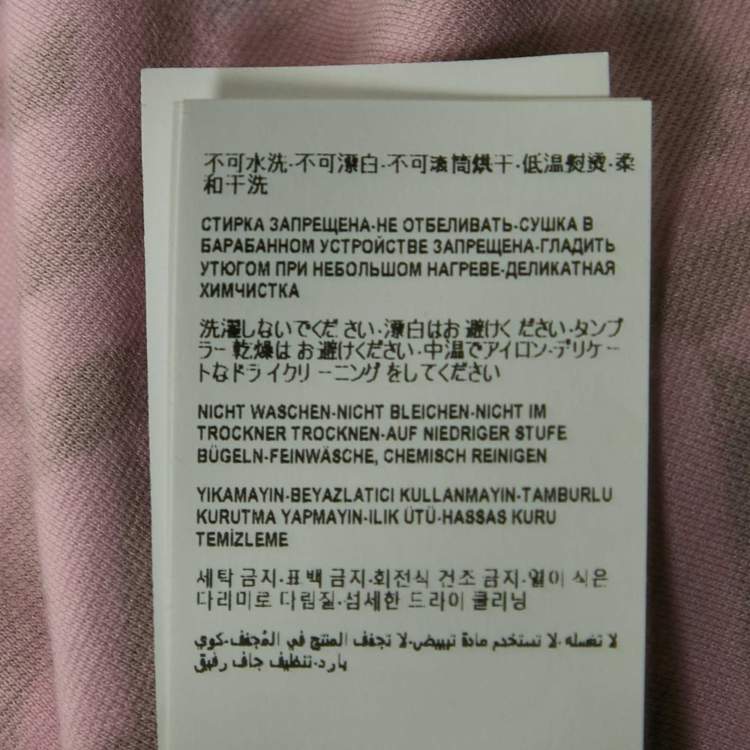 不可水洗-不可漂白-不可滚筒烘干-低温熨烫-柔
和干洗
СТИРКА ЗАПРЕЩЕНА-НЕ ОТБЕЛИВАТЬ-СУШКА В
БАРАБАННОМ УСТРОЙСТВЕ ЗАПРЕЩЕНА-ГЛАДИТЬ
УТЮГОМ ПРИ НЕБОЛЬШОМ НАГРЕВЕ-ДЕЛИКАТНАЯ
ХИМЧИСТКА
洗濯しないでください-漂白はお避けください-タンブ
ラー乾燥はお避けください-中温でアイロン-デリケー
トなドライクリーニングをしてください
NICHT WASCHEN-NICHT BLEICHEN-NICHT IM
TROCKNER TROCKNEN-AUF NIEDRIGER STUFE
BÜGELN-FEINWÄSCHE, CHEMISCH REINIGEN
YIKAMAYIN-BEYAZLATICI KULLANMAYIN-TAMBURLU
KURUTMA YAPMAYIN-ILIK ÜTÜ-HASSAS KURU
TEMİZLEME
세탁 금지-표백 금지-회전식 건조 금지-열이 식은
다리미로 다림질-섬세한 드라이 클리닝
لا تغسله-لا تستخدم مادة تبييض-لا تجفف المنتج في المُجفف-كوي
بارد-تنظيف جاف رفيق